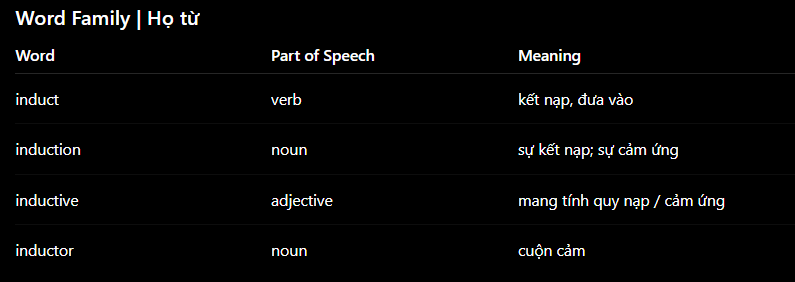 Word Family | Họ từ
Word Part of Speech Meaning
induct verb kết nạp, đưa vào
induction noun sự kết nạp; sự cảm ứng
inductive adjective mang tính quy nạp / cảm ứng
inductor noun cuộn cảm